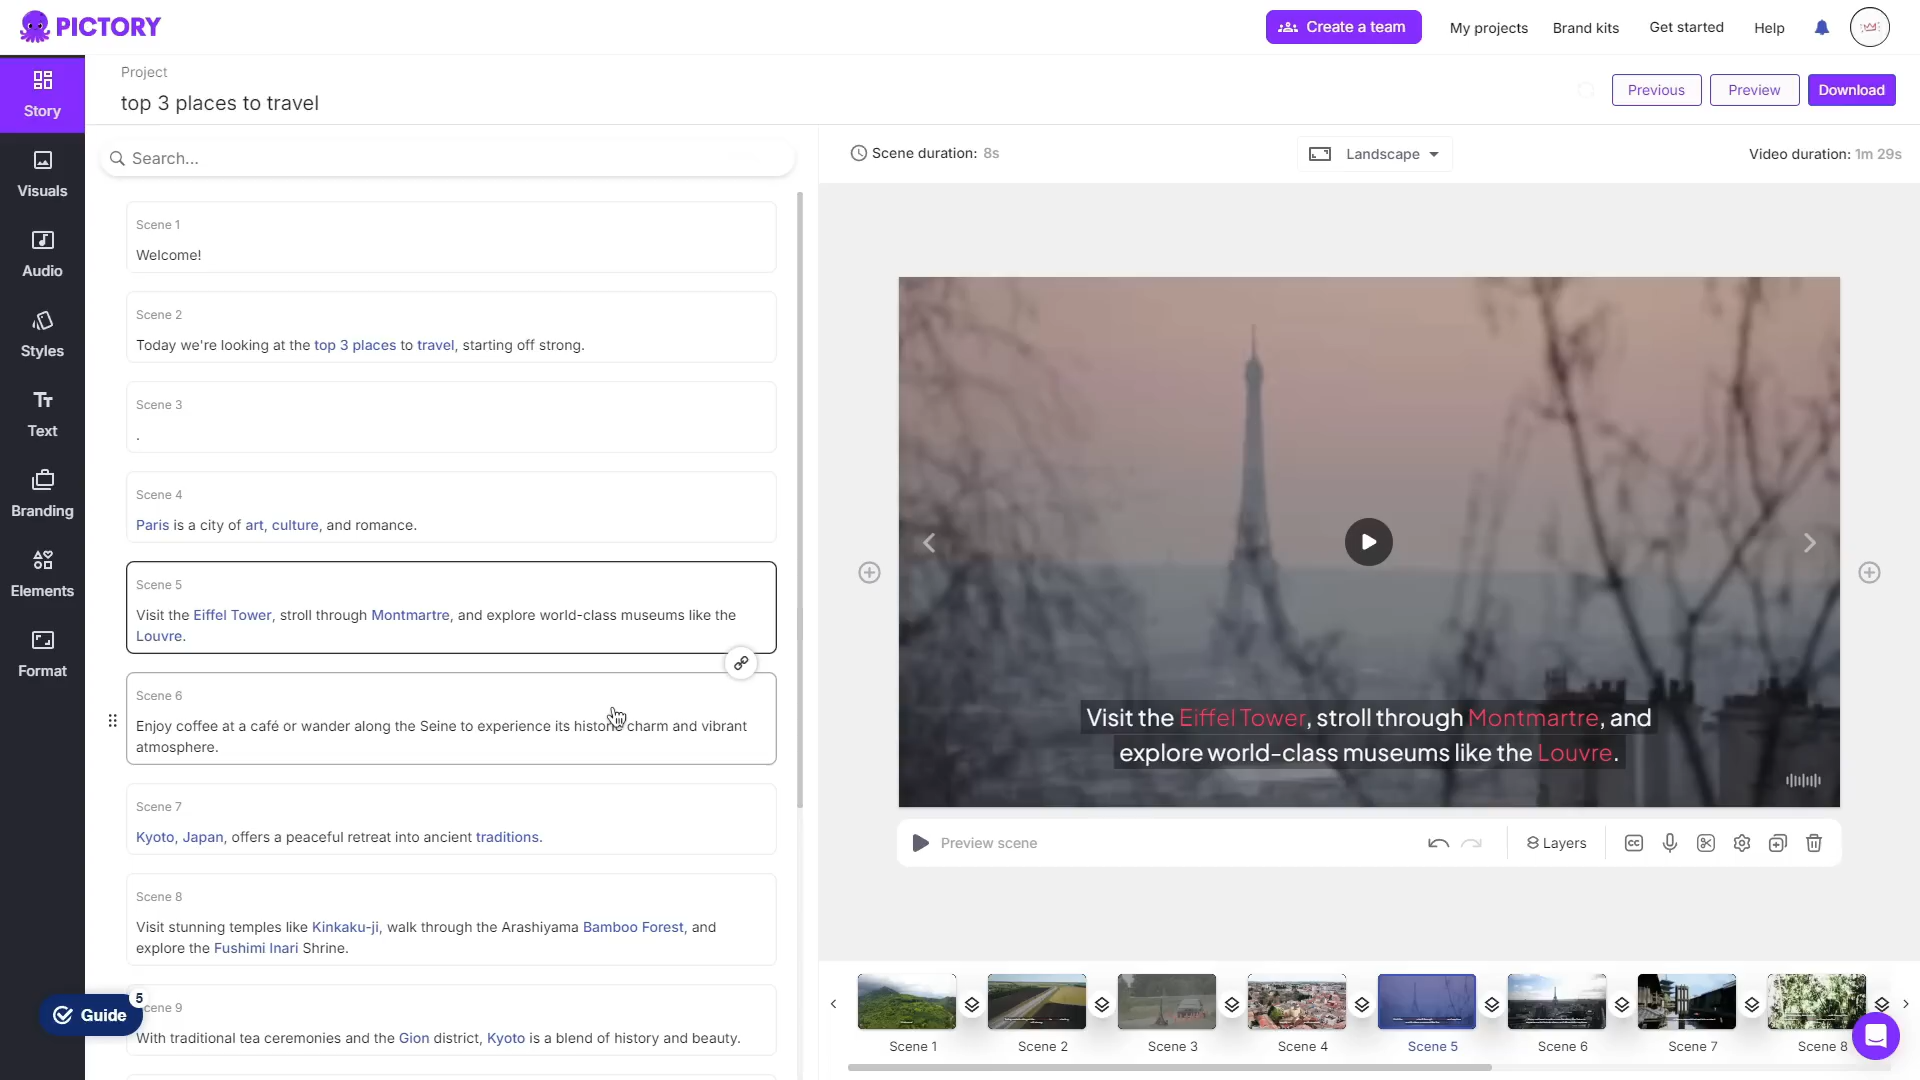 PICTORY
Create a team
My projects
Brand kits
Get started
Help
Story
Visuals
Audio
Styles
Text
Branding
Elements
Format
Project
top 3 places to travel
Previous
Preview
Download
Search...
Scene duration: 8s
Landscape
Video duration: 1m 29s
Scene 1
Welcome!
Scene 2
Today we're looking at the top 3 places to travel, starting off strong.
Scene 3
.
Scene 4
Paris is a city of art, culture, and romance.
Scene 5
Visit the Eiffel Tower, stroll through Montmartre, and explore world-class museums like the
Louvre.
Scene 6
Enjoy coffee at a café or wander along the Seine to experience its historic charm and vibrant
atmosphere.
Scene 7
Kyoto, Japan, offers a peaceful retreat into ancient traditions.
Scene 8
Visit stunning temples like Kinkaku-ji, walk through the Arashiyama Bamboo Forest, and
explore the Fushimi Inari Shrine.
cene 9
With traditional tea ceremonies and the Gion district, Kyoto is a blend of history and beauty.
Guide
5
Visit the Eiffel Tower, stroll through Montmartre, and
explore world-class museums like the Louvre.
Preview scene
Layers
CC
Scene 1
Scene 2
Scene 3
Scene 4
Scene 5
Scene 6
Scene 7
Scene 8